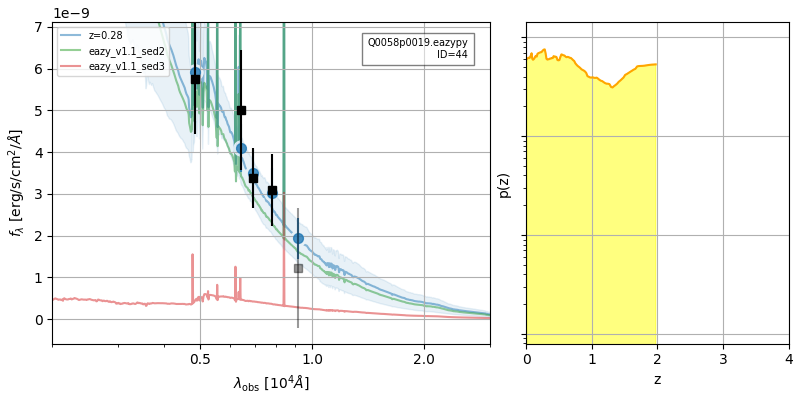 1e−9
z=0.28
eazy_v1.1_sed2
eazy_v1.1_sed3
Q0058p0019.eazypy
ID=44
7
6
5
4
3
2
1
0
f_λ [erg/s/cm²/Å]
0.5 1.0 2.0
λ_obs [10⁴Å]
p(z)
0 1 2 3 4
z